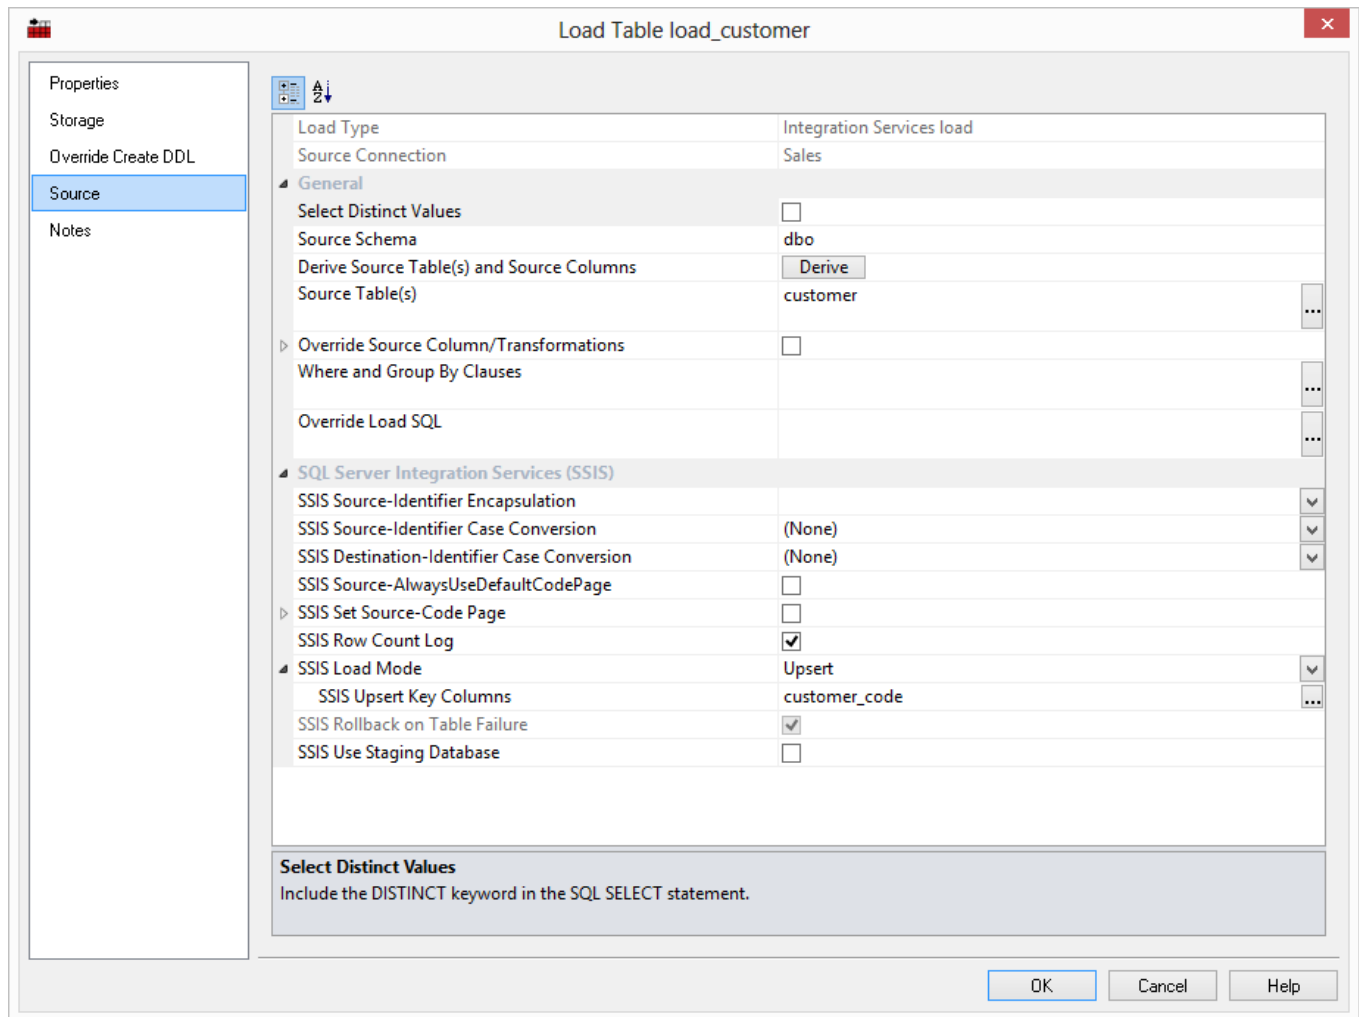 Load Table load_customer
Properties
Storage
Override Create DDL
Source
Notes
Load Type Integration Services load
Source Connection Sales
General
Select Distinct Values
Source Schema dbo
Derive Source Table(s) and Source Columns Derive
Source Table(s) customer
...
Override Source Column/Transformations
Where and Group By Clauses
...
Override Load SQL
...
SQL Server Integration Services (SSIS)
SSIS Source-Identifier Encapsulation
SSIS Source-Identifier Case Conversion (None)
SSIS Destination-Identifier Case Conversion (None)
SSIS Source-AlwaysUseDefaultCodePage
SSIS Set Source-Code Page
SSIS Row Count Log
SSIS Load Mode Upsert
SSIS Upsert Key Columns customer_code ...
SSIS Rollback on Table Failure
SSIS Use Staging Database
Select Distinct Values
Include the DISTINCT keyword in the SQL SELECT statement.
OK Cancel Help